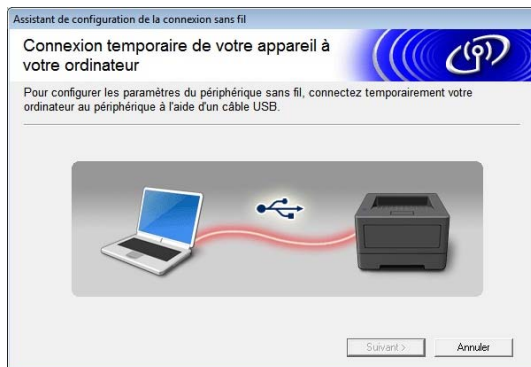 Assistant de configuration de la connexion sans fil
Connexion temporaire de votre appareil à
votre ordinateur
Pour configurer les paramètres du périphérique sans fil, connectez temporairement votre
ordinateur au périphérique à l'aide d'un câble USB.
Suivant >
Annuler